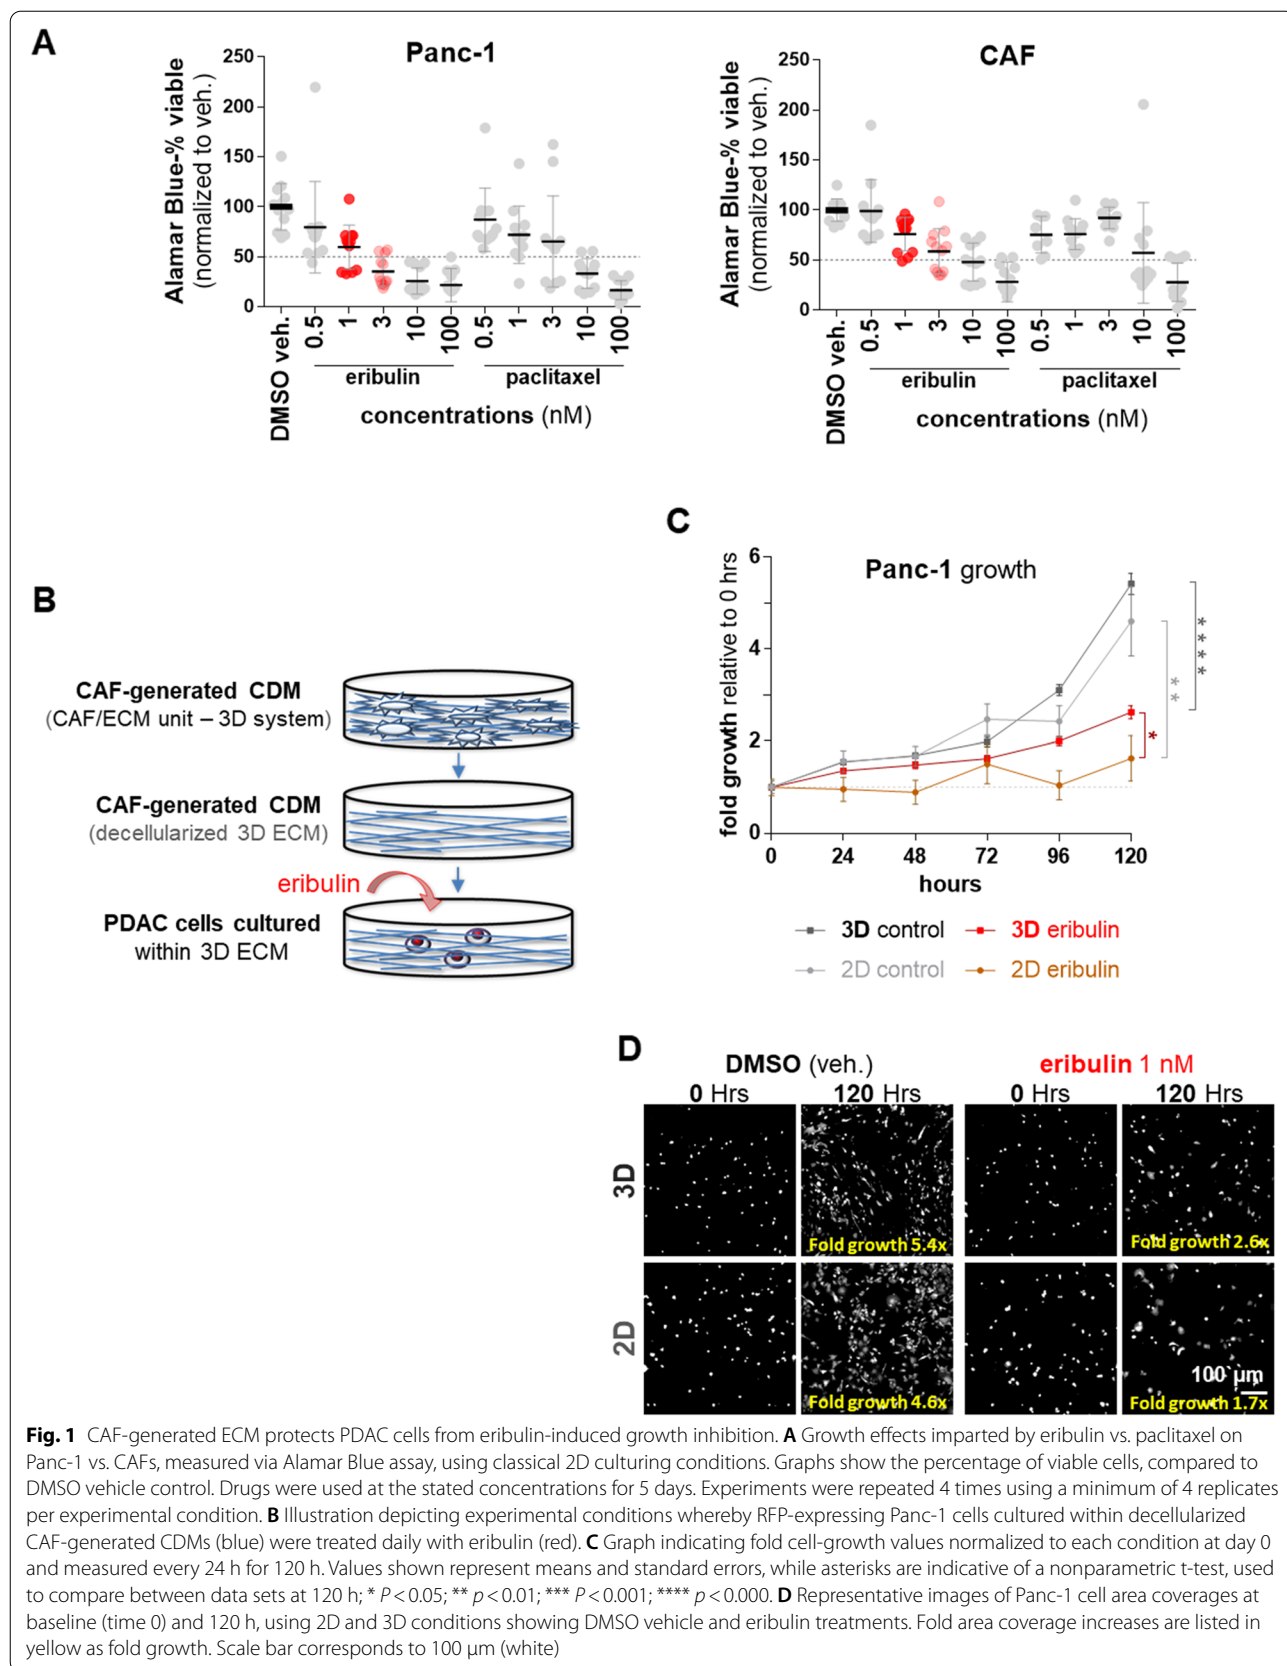 A
Panc-1
Alamar Blue-% viable
(normalized to veh.)
250
200
150
100
50
0
DMSO veh.
0.5
1
3
10
100
0.5
1
3
10
100
eribulin
paclitaxel
concentrations (nM)
CAF
Alamar Blue-% viable
(normalized to veh.)
250
200
150
100
50
0
DMSO veh.
0.5
1
3
10
100
0.5
1
3
10
100
eribulin
paclitaxel
concentrations (nM)
B
CAF-generated CDM
(CAF/ECM unit – 3D system)
CAF-generated CDM
(decellularized 3D ECM)
eribulin
PDAC cells cultured
within 3D ECM
C
Panc-1 growth
fold growth relative to 0 hrs
6
4
2
0
0
24
48
72
96
120
hours
*
**
****
3D control
3D eribulin
2D control
2D eribulin
D
DMSO (veh.)
eribulin 1 nM
0 Hrs
120 Hrs
0 Hrs
120 Hrs
3D
Fold growth 5.4x
Fold growth 2.6x
2D
Fold growth 4.6x
100 µm
Fold growth 1.7x
Fig. 1 CAF-generated ECM protects PDAC cells from eribulin-induced growth inhibition. A Growth effects imparted by eribulin vs. paclitaxel on
Panc-1 vs. CAFs, measured via Alamar Blue assay, using classical 2D culturing conditions. Graphs show the percentage of viable cells, compared to
DMSO vehicle control. Drugs were used at the stated concentrations for 5 days. Experiments were repeated 4 times using a minimum of 4 replicates
per experimental condition. B Illustration depicting experimental conditions whereby RFP-expressing Panc-1 cells cultured within decellularized
CAF-generated CDMs (blue) were treated daily with eribulin (red). C Graph indicating fold cell-growth values normalized to each condition at day 0
and measured every 24 h for 120 h. Values shown represent means and standard errors, while asterisks are indicative of a nonparametric t-test, used
to compare between data sets at 120 h; * P < 0.05; ** p < 0.01; *** P < 0.001; **** p < 0.000. D Representative images of Panc-1 cell area coverages at
baseline (time 0) and 120 h, using 2D and 3D conditions showing DMSO vehicle and eribulin treatments. Fold area coverage increases are listed in
yellow as fold growth. Scale bar corresponds to 100 µm (white)